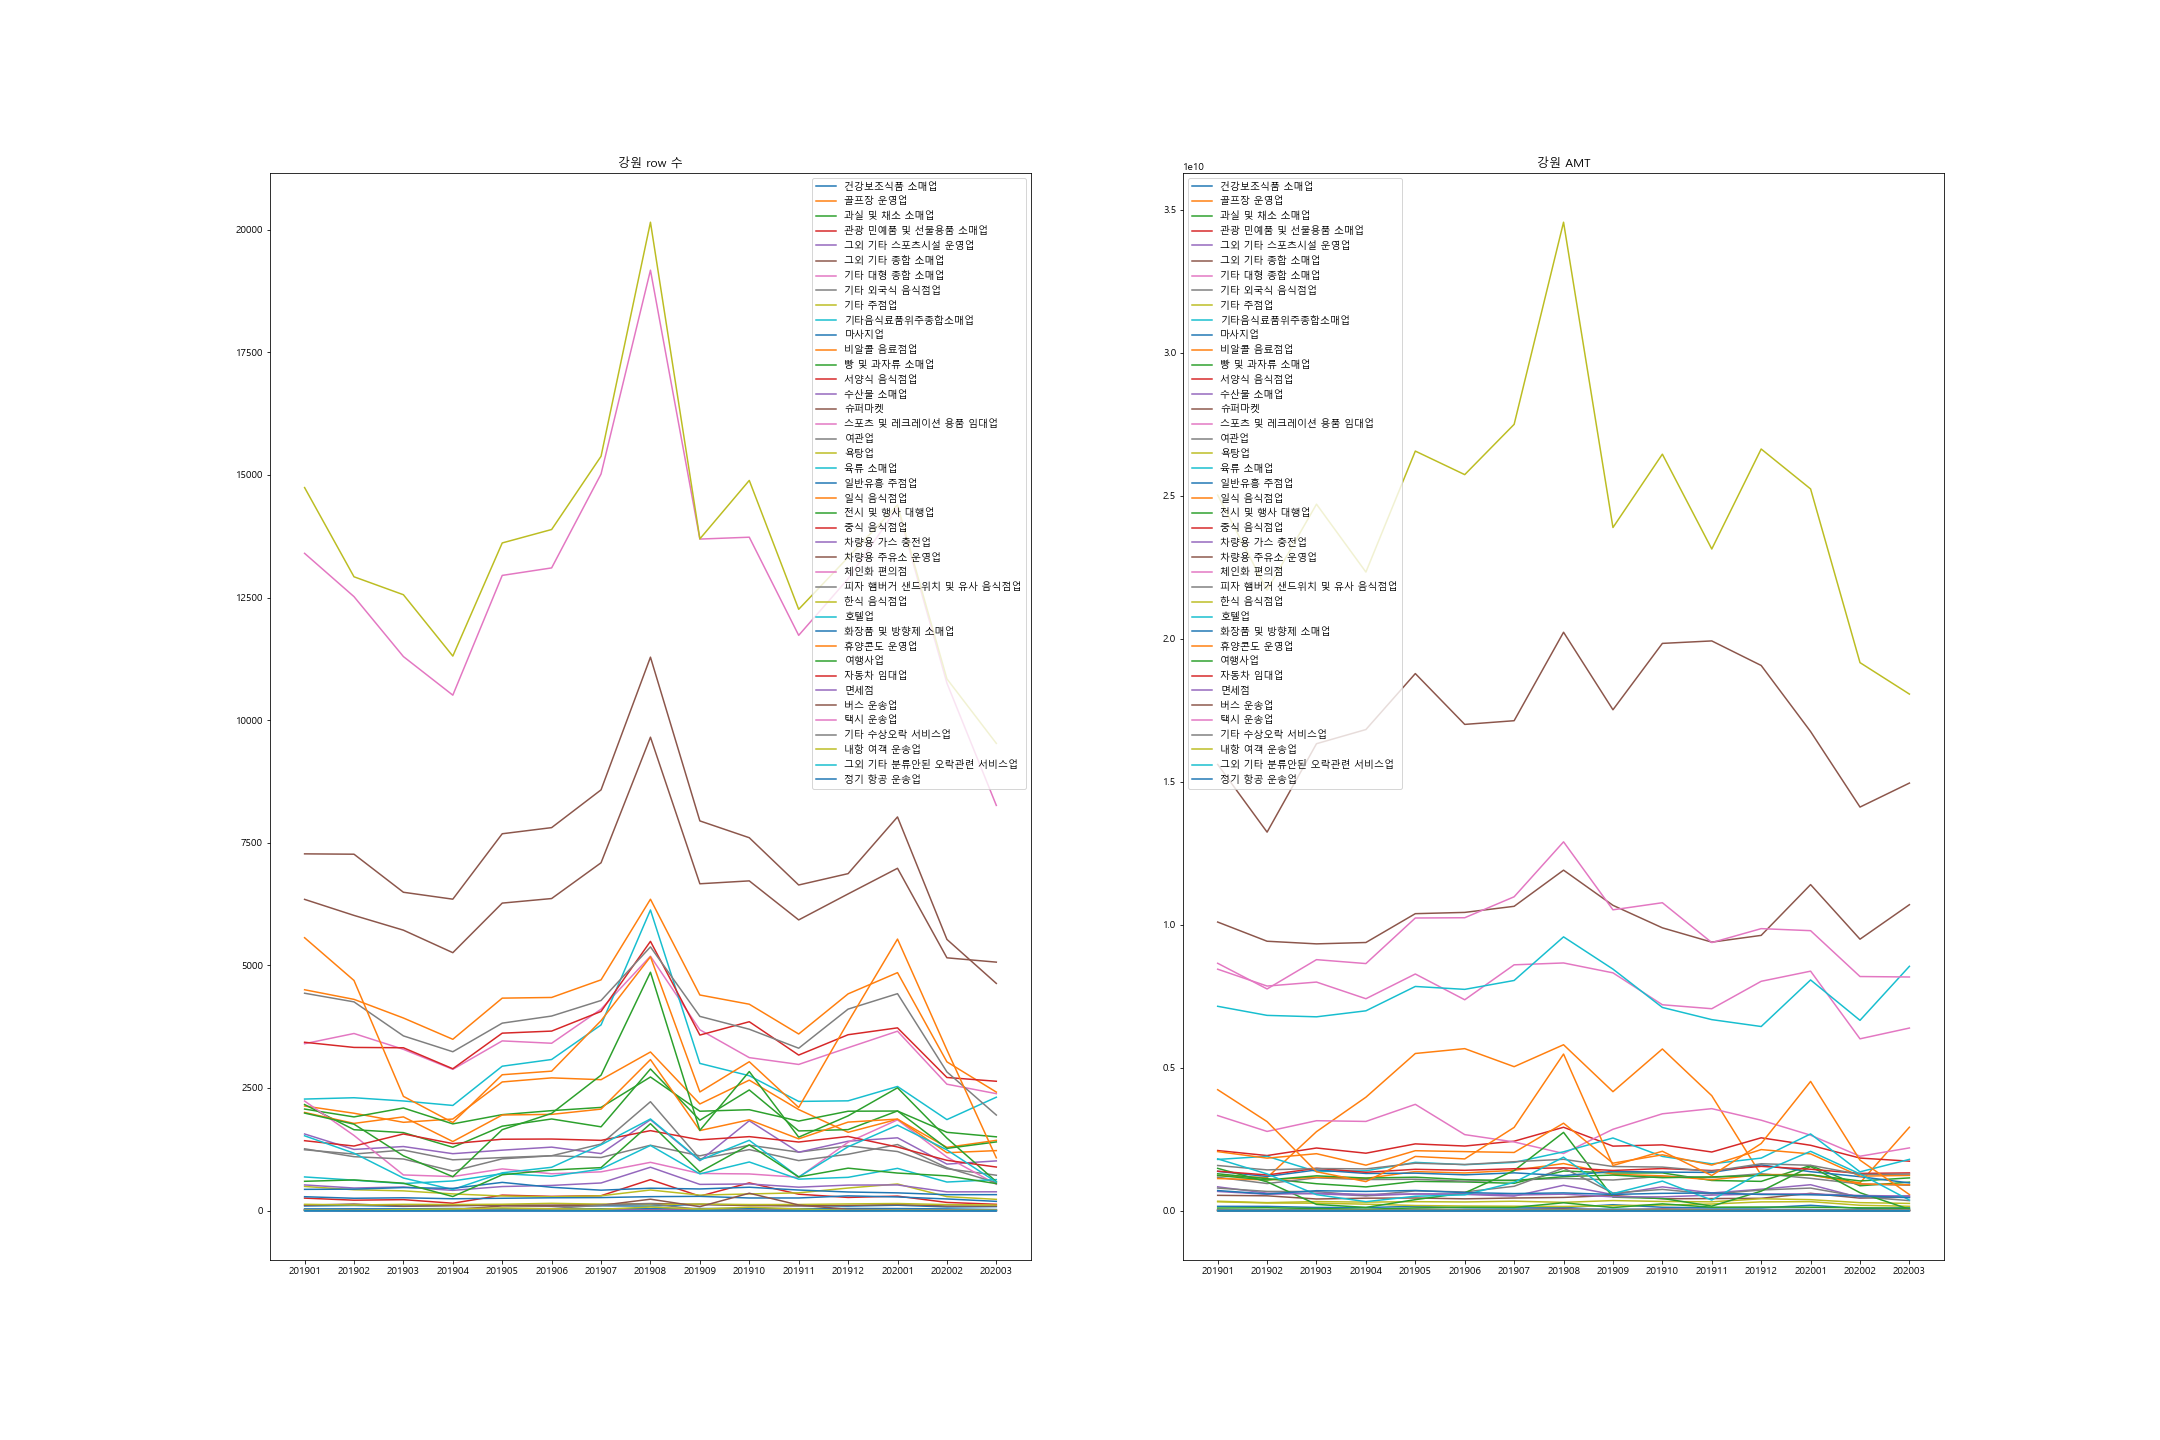 강원 row 수
20000
17500
15000
12500
10000
7500
5000
2500
0
201901 201902 201903 201904 201905 201906 201907 201908 201909 201910 201911 201912 202001 202002 202003
건강보조식품 소매업
골프장 운영업
과실 및 채소 소매업
관광 민예품 및 선물용품 소매업
그외 기타 스포츠시설 운영업
그외 기타 종합 소매업
기타 대형 종합 소매업
기타 외국식 음식점업
기타 주점업
기타음식료품위주종합소매업
마사지업
비알콜 음료점업
빵 및 과자류 소매업
서양식 음식점업
수산물 소매업
슈퍼마켓
스포츠 및 레크레이션 용품 임대업
여관업
욕탕업
육류 소매업
일반유흥 주점업
일식 음식점업
전시 및 행사 대행업
중식 음식점업
차량용 가스 충전업
차량용 주유소 운영업
체인화 편의점
피자 햄버거 샌드위치 및 유사 음식점업
한식 음식점업
호텔업
화장품 및 방향제 소매업
휴양콘도 운영업
여행사업
자동차 임대업
면세점
버스 운송업
택시 운송업
기타 수상오락 서비스업
내항 여객 운송업
그외 기타 분류안된 오락관련 서비스업
정기 항공 운송업
강원 AMT
1e10
3.5
3.0
2.5
2.0
1.5
1.0
0.5
0.0
201901 201902 201903 201904 201905 201906 201907 201908 201909 201910 201911 201912 202001 202002 202003
건강보조식품 소매업
골프장 운영업
과실 및 채소 소매업
관광 민예품 및 선물용품 소매업
그외 기타 스포츠시설 운영업
그외 기타 종합 소매업
기타 대형 종합 소매업
기타 외국식 음식점업
기타 주점업
기타음식료품위주종합소매업
마사지업
비알콜 음료점업
빵 및 과자류 소매업
서양식 음식점업
수산물 소매업
슈퍼마켓
스포츠 및 레크레이션 용품 임대업
여관업
욕탕업
육류 소매업
일반유흥 주점업
일식 음식점업
전시 및 행사 대행업
중식 음식점업
차량용 가스 충전업
차량용 주유소 운영업
체인화 편의점
피자 햄버거 샌드위치 및 유사 음식점업
한식 음식점업
호텔업
화장품 및 방향제 소매업
휴양콘도 운영업
여행사업
자동차 임대업
면세점
버스 운송업
택시 운송업
기타 수상오락 서비스업
내항 여객 운송업
그외 기타 분류안된 오락관련 서비스업
정기 항공 운송업